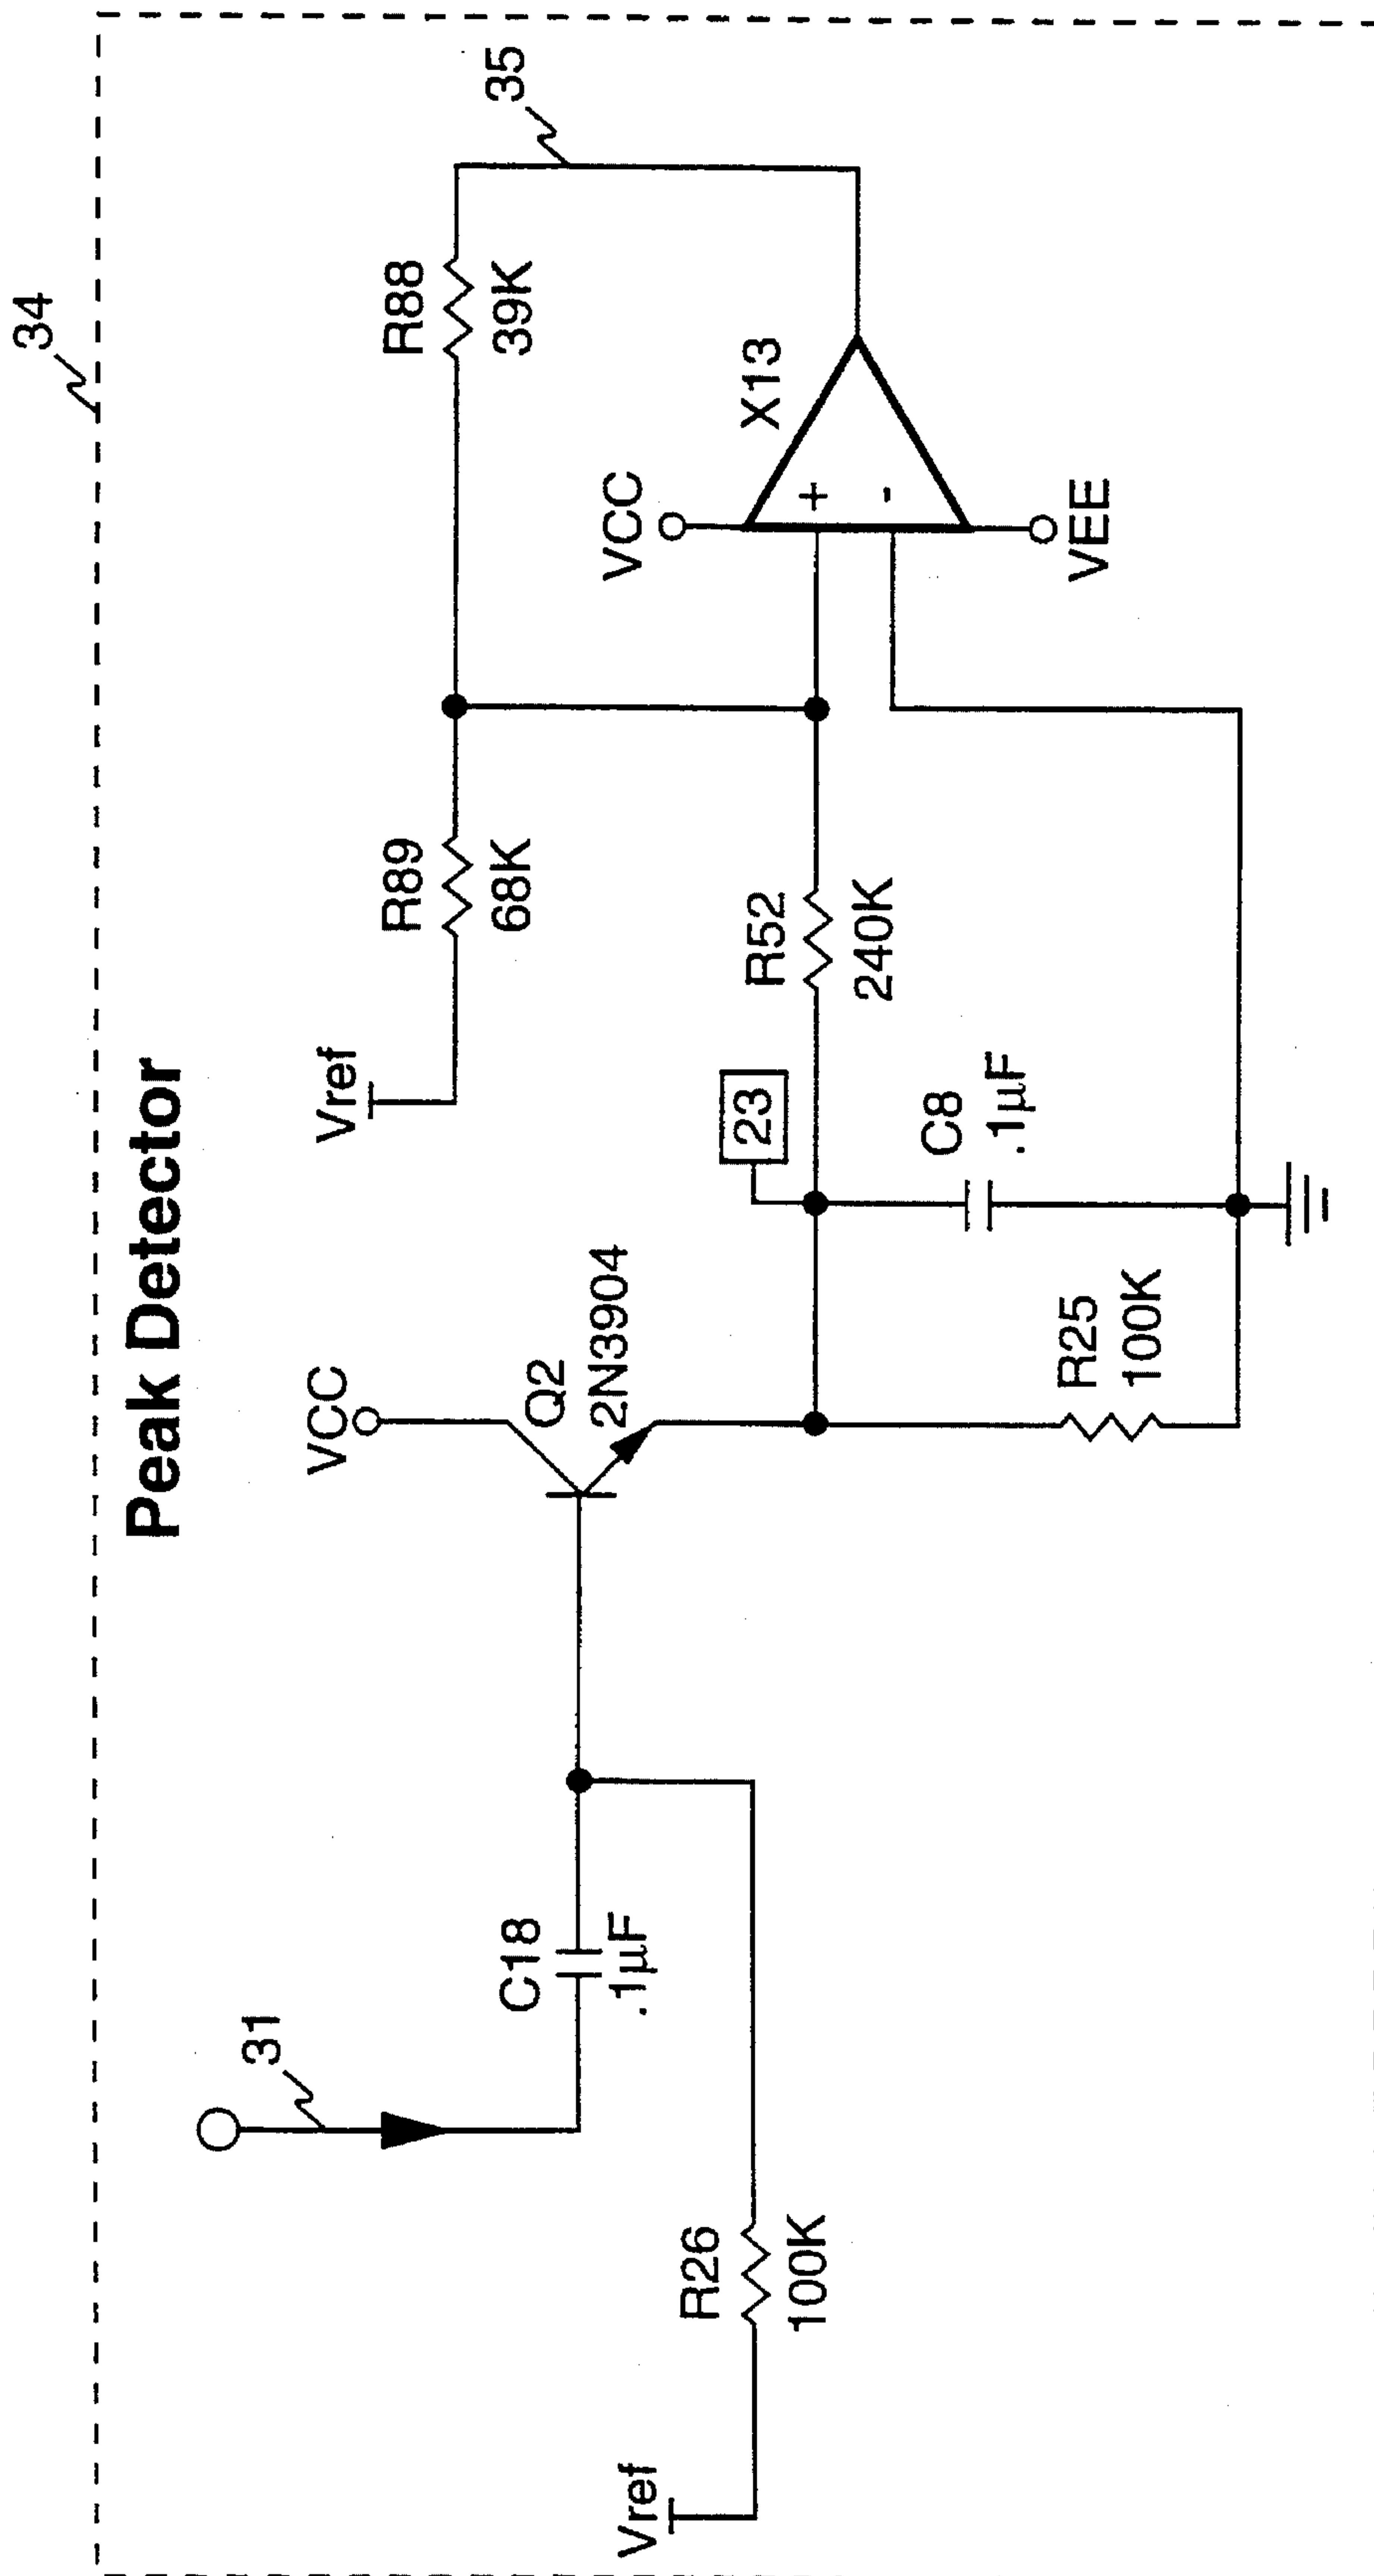 34
Peak Detector
35
31
VCC
Vref
R89
68K
R88
39K
C18
.1µF
Q2
2N3904
23
R52
240K
VCC
X13
+
-
VEE
Vref
R26
100K
R25
100K
C8
.1µF